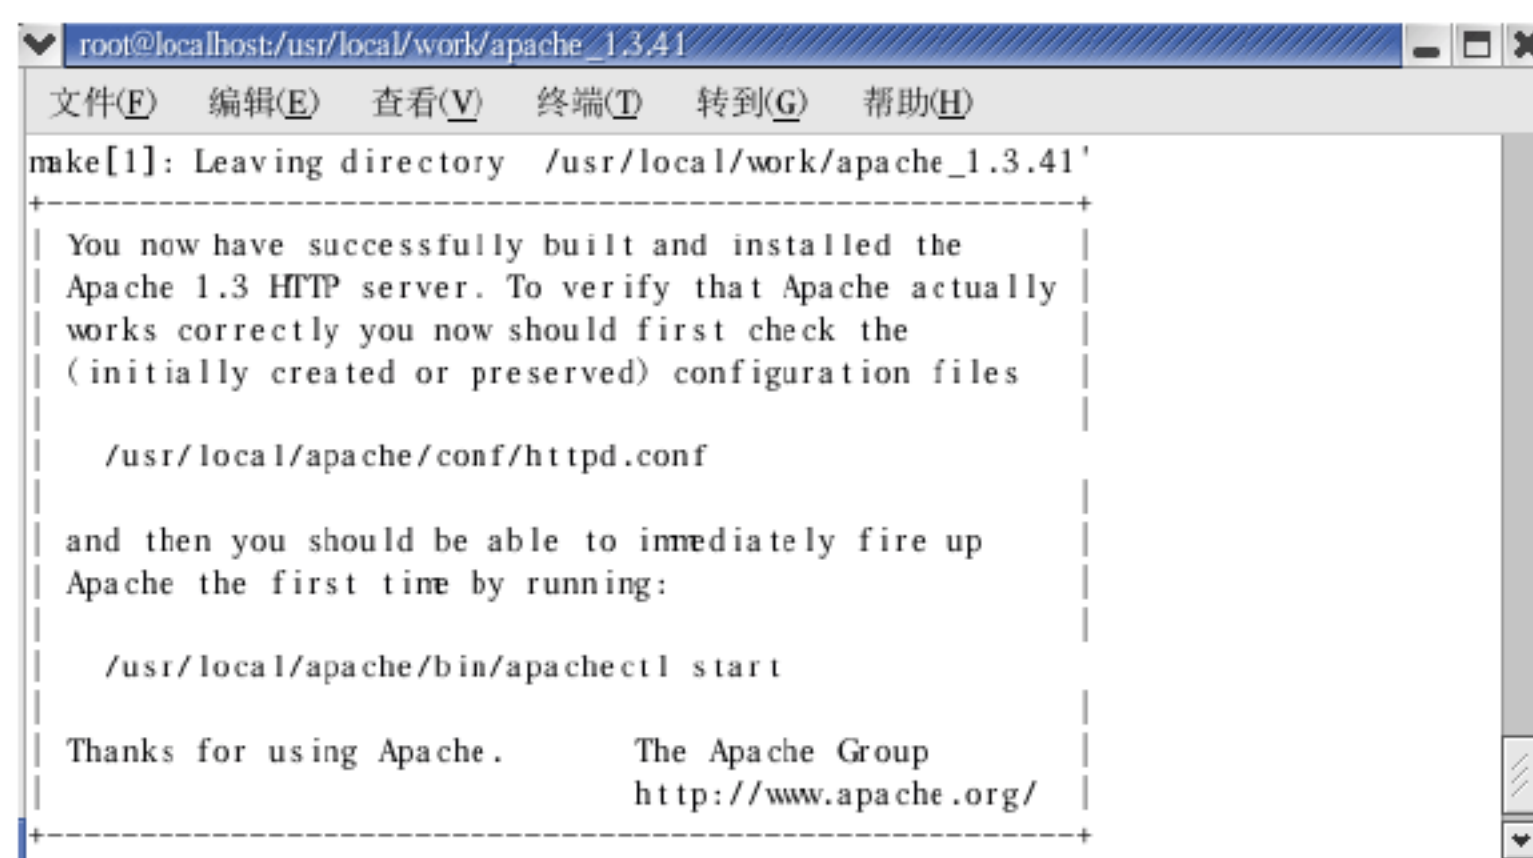 root@localhost:/usr/local/work/apache_1.3.41
文件(F) 编辑(E) 查看(V) 终端(T) 转到(G) 帮助(H)
make[1]: Leaving directory /usr/local/work/apache_1.3.41'
+--------------------------------------------------------+
| You now have successfully built and installed the |
| Apache 1.3 HTTP server. To verify that Apache actually |
| works correctly you now should first check the |
| (initially created or preserved) configuration files |
| |
| /usr/local/apache/conf/httpd.conf
| |
| and then you should be able to immediately fire up |
| Apache the first time by running: |
| |
| /usr/local/apache/bin/apachectl start
| |
| Thanks for using Apache. The Apache Group |
| http://www.apache.org/ |
+--------------------------------------------------------+